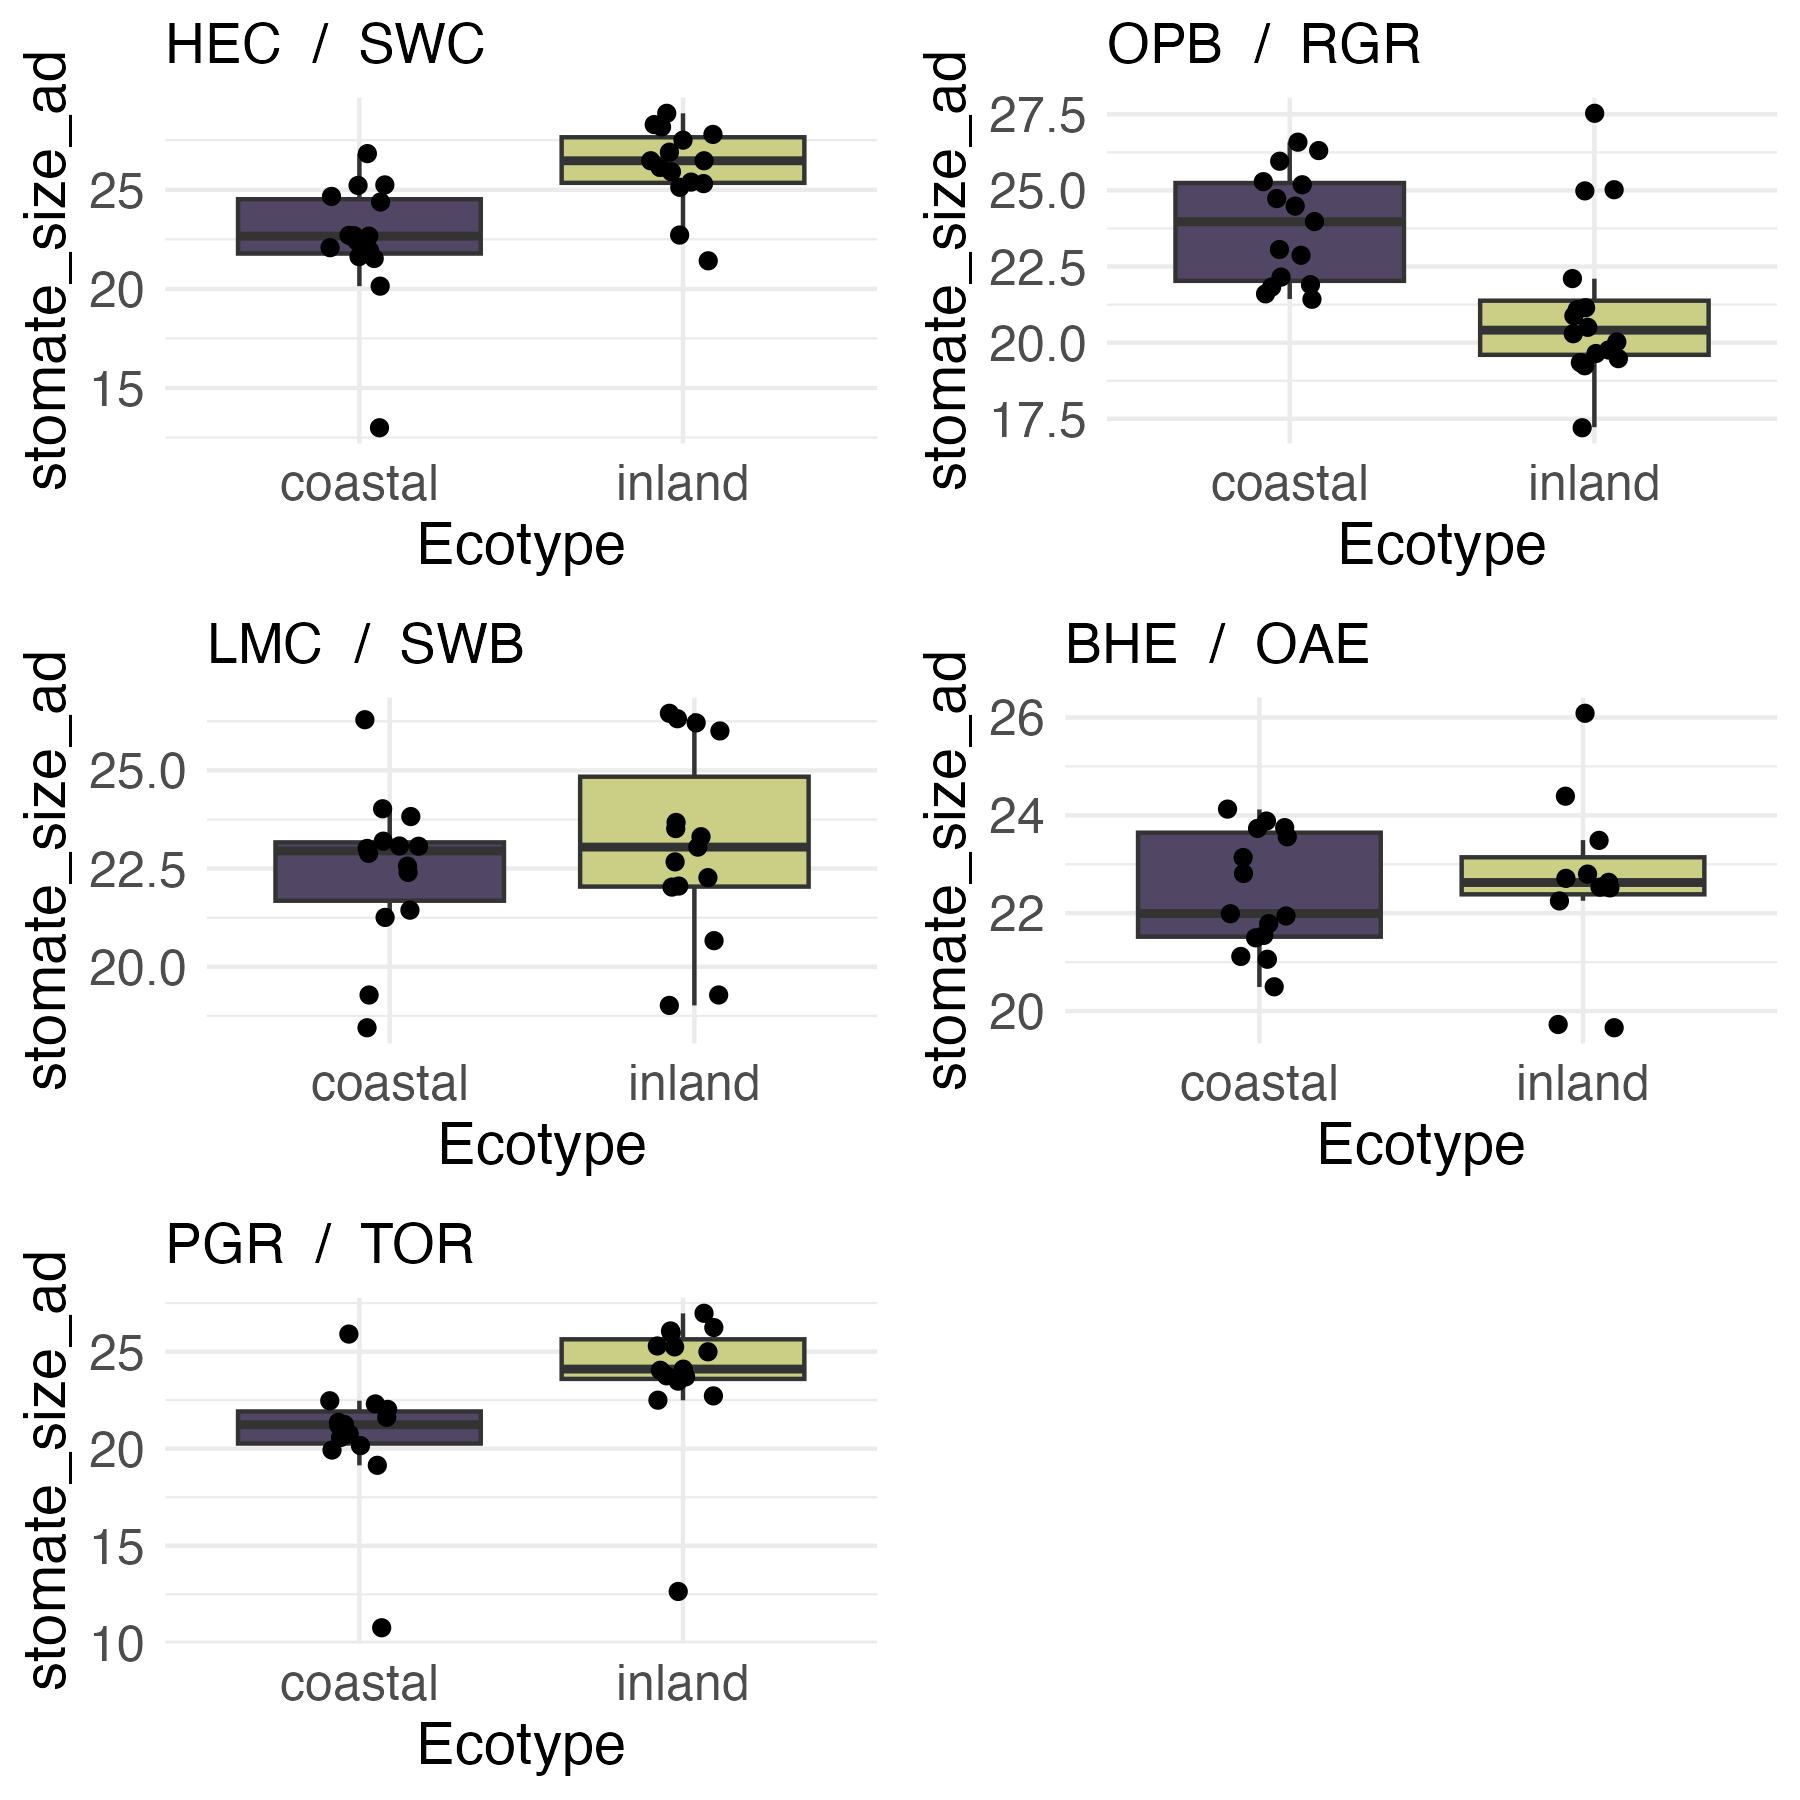 HEC / SWC
stomate_size_ad
25
20
15
coastal inland
Ecotype
OPB / RGR
stomate_size_ad
27.5
25.0
22.5
20.0
17.5
coastal inland
Ecotype
LMC / SWB
stomate_size_ad
25.0
22.5
20.0
coastal inland
Ecotype
BHE / OAE
stomate_size_ad
26
24
22
20
coastal inland
Ecotype
PGR / TOR
stomate_size_ad
25
20
15
10
coastal inland
Ecotype